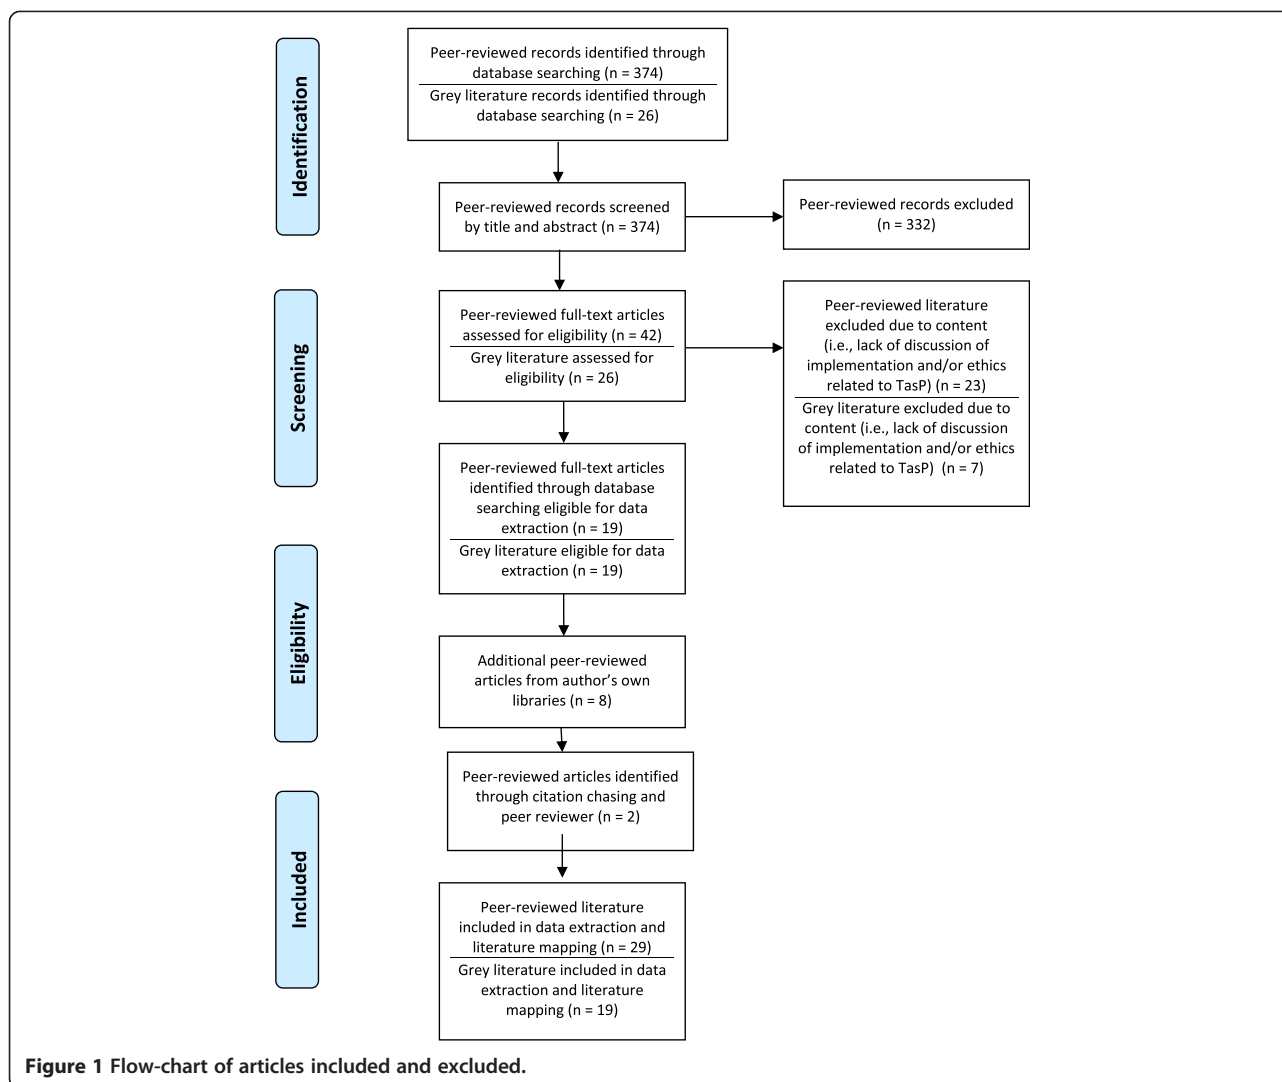 Identification
Peer-reviewed records identified through
database searching (n = 374)
Grey literature records identified through
database searching (n = 26)
Peer-reviewed records screened
by title and abstract (n = 374)
Peer-reviewed records excluded
(n = 332)
Screening
Peer-reviewed full-text articles
assessed for eligibility (n = 42)
Grey literature assessed for
eligibility (n = 26)
Peer-reviewed literature
excluded due to content
(i.e., lack of discussion of
implementation and/or ethics
related to TasP) (n = 23)
Grey literature excluded due to
content (i.e., lack of discussion
of implementation and/or ethics
related to TasP) (n = 7)
Peer-reviewed full-text articles
identified through database
searching eligible for data
extraction (n = 19)
Grey literature eligible for data
extraction (n = 19)
Eligibility
Additional peer-reviewed
articles from author’s own
libraries (n = 8)
Peer-reviewed articles identified
through citation chasing and
peer reviewer (n = 2)
Included
Peer-reviewed literature
included in data extraction and
literature mapping (n = 29)
Grey literature included in data
extraction and literature
mapping (n = 19)
Figure 1 Flow-chart of articles included and excluded.